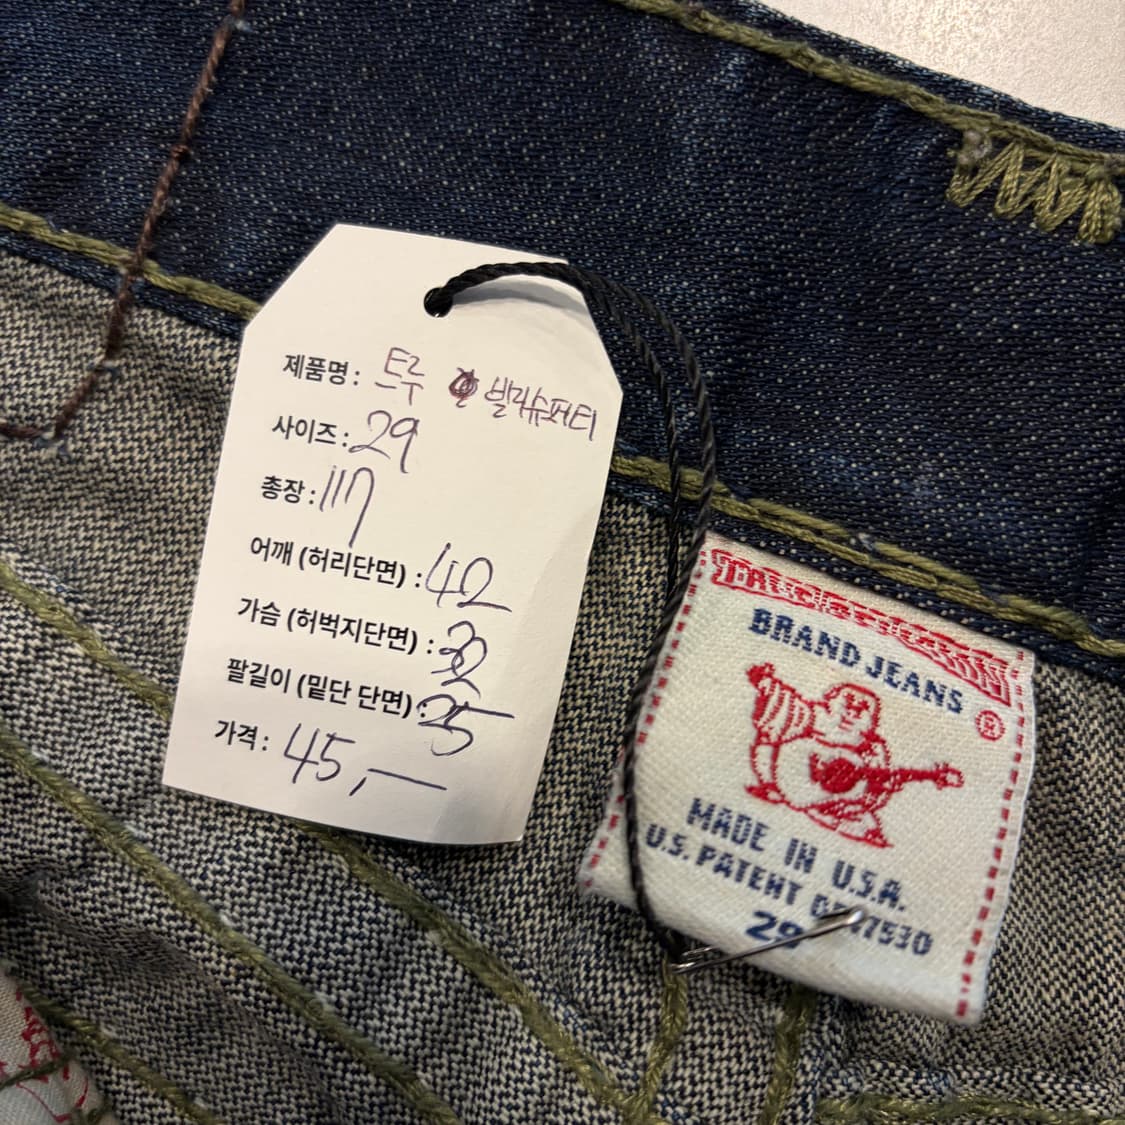 제품명 : 트루 빌리슈퍼티
사이즈 : 29
총장 : 117
어깨 (허리단면) : 42
가슴 (허벅지단면) : 32
팔길이 (밑단 단면) : 25
가격 : 45,—
True Religion
BRAND JEANS
®
MADE IN U.S.A.
U.S. PATENT
29